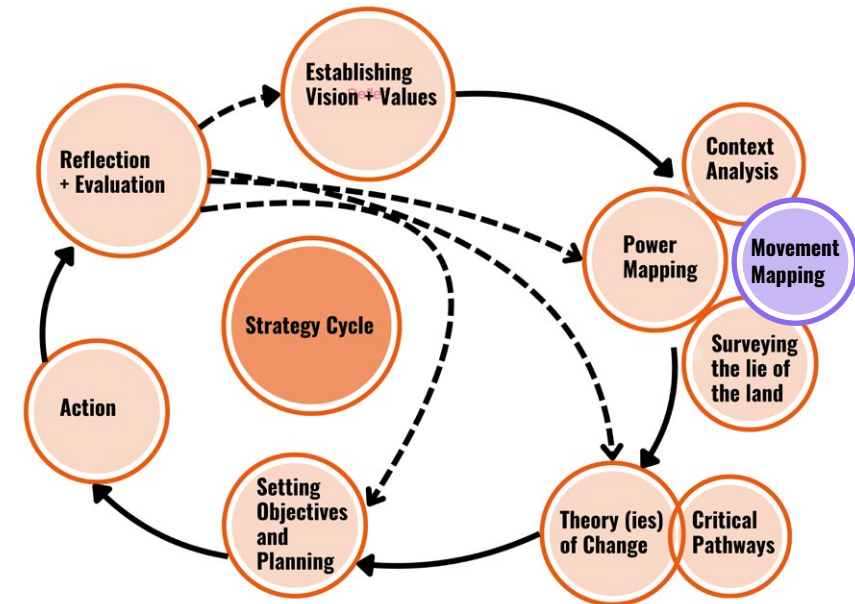 Establishing
Vision + Values
Reflection
+ Evaluation
Context
Analysis
Power
Mapping
Movement
Mapping
Strategy Cycle
Surveying
the lie of
the land
Action
Setting
Objectives
and
Planning
Theory (ies)
of Change
Critical
Pathways